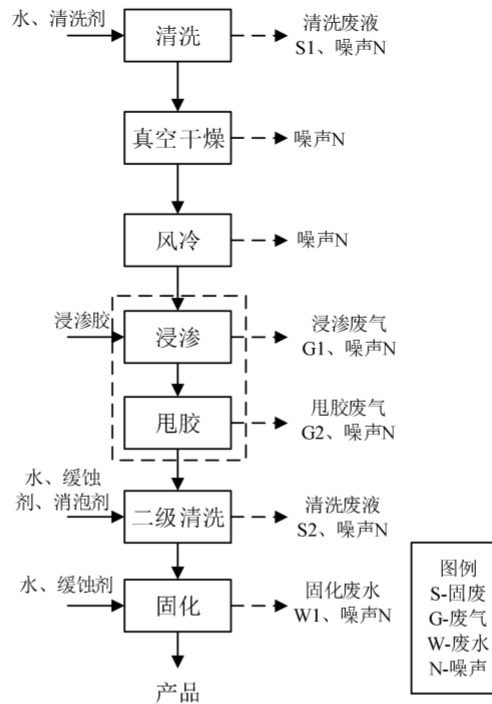 水、清洗剂
清洗
清洗废液
S1、噪声N
真空干燥
噪声N
风冷
噪声N
浸渗胶
浸渗
浸渗废气
G1、噪声N
甩胶
甩胶废气
G2、噪声N
水、缓蚀
剂、消泡剂
二级清洗
清洗废液
S2、噪声N
水、缓蚀剂
固化
固化废水
W1、噪声N
产品
图例
S-固废
G-废气
W-废水
N-噪声